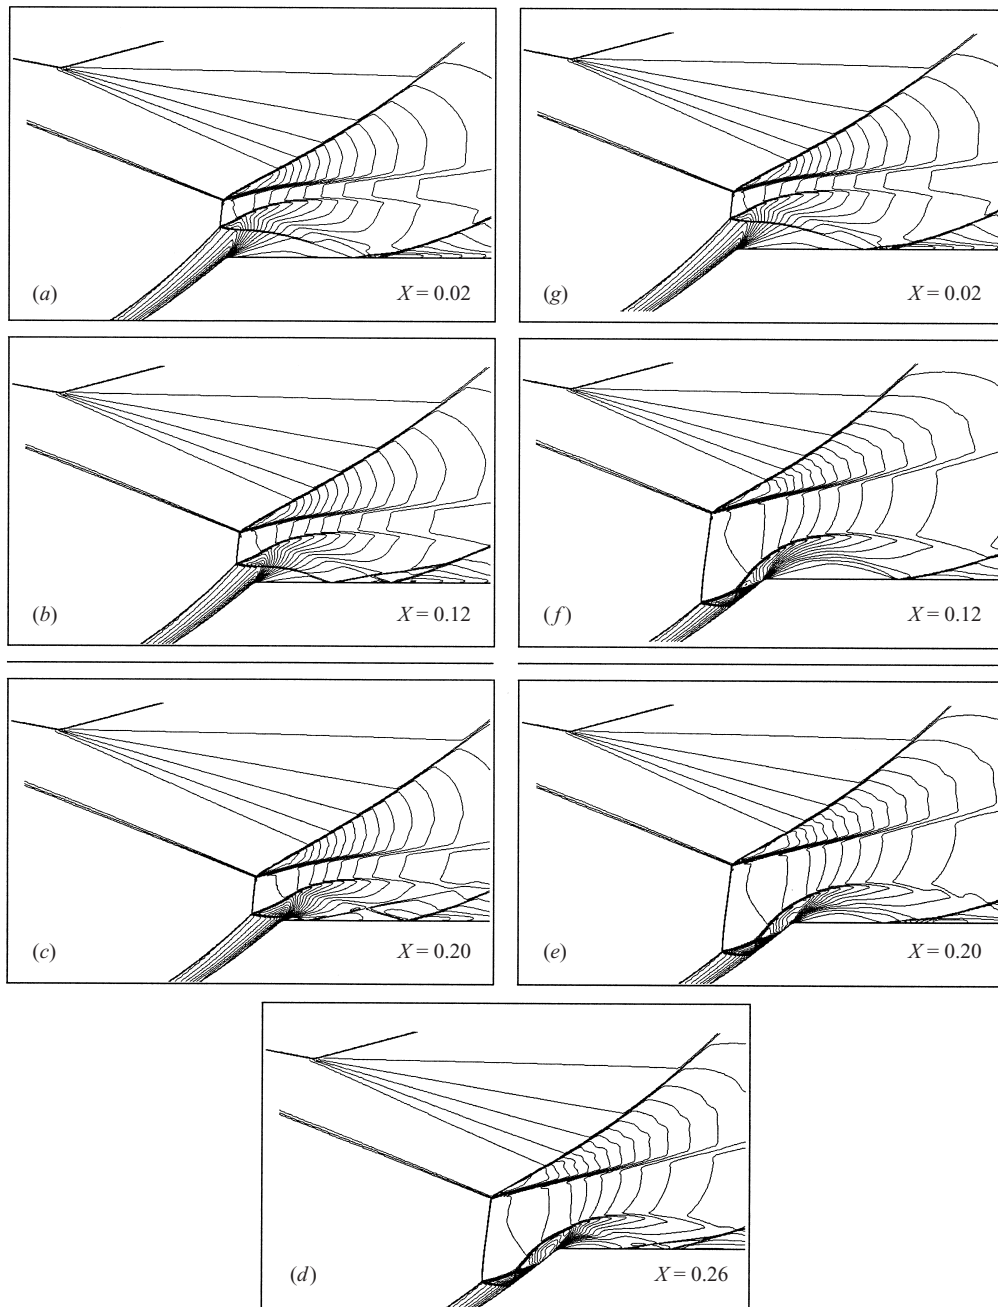 (a) X = 0.02
(g) X = 0.02
(b) X = 0.12
(f) X = 0.12
(c) X = 0.20
(e) X = 0.20
(d) X = 0.26